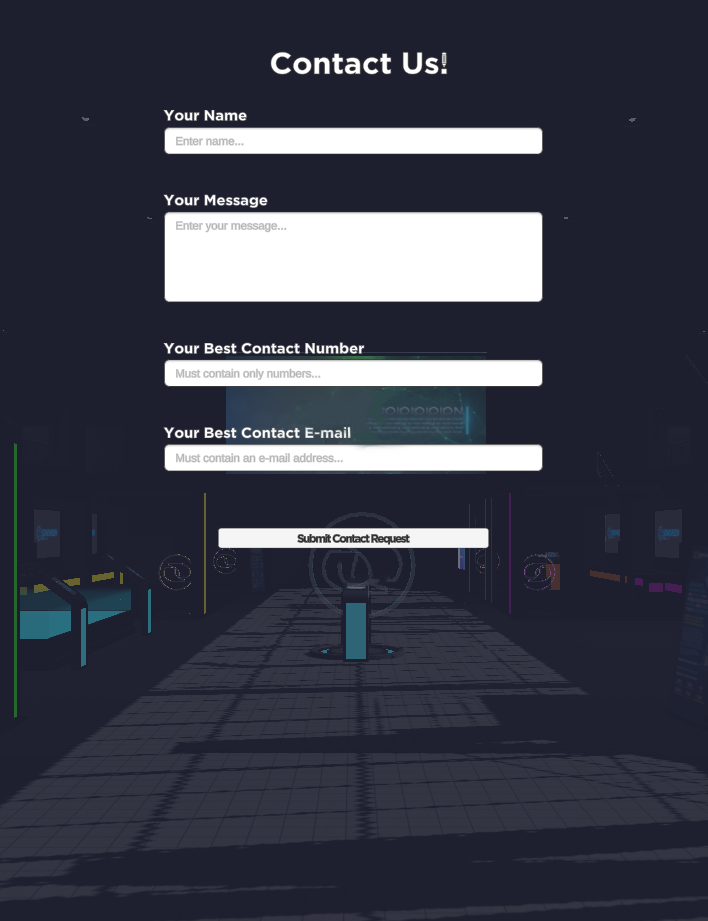 Contact Us!
Your Name
Enter name...
Your Message
Enter your message...
Your Best Contact Number
Must contain only numbers...
Your Best Contact E-mail
Must contain an e-mail address...
Submit Contact Request